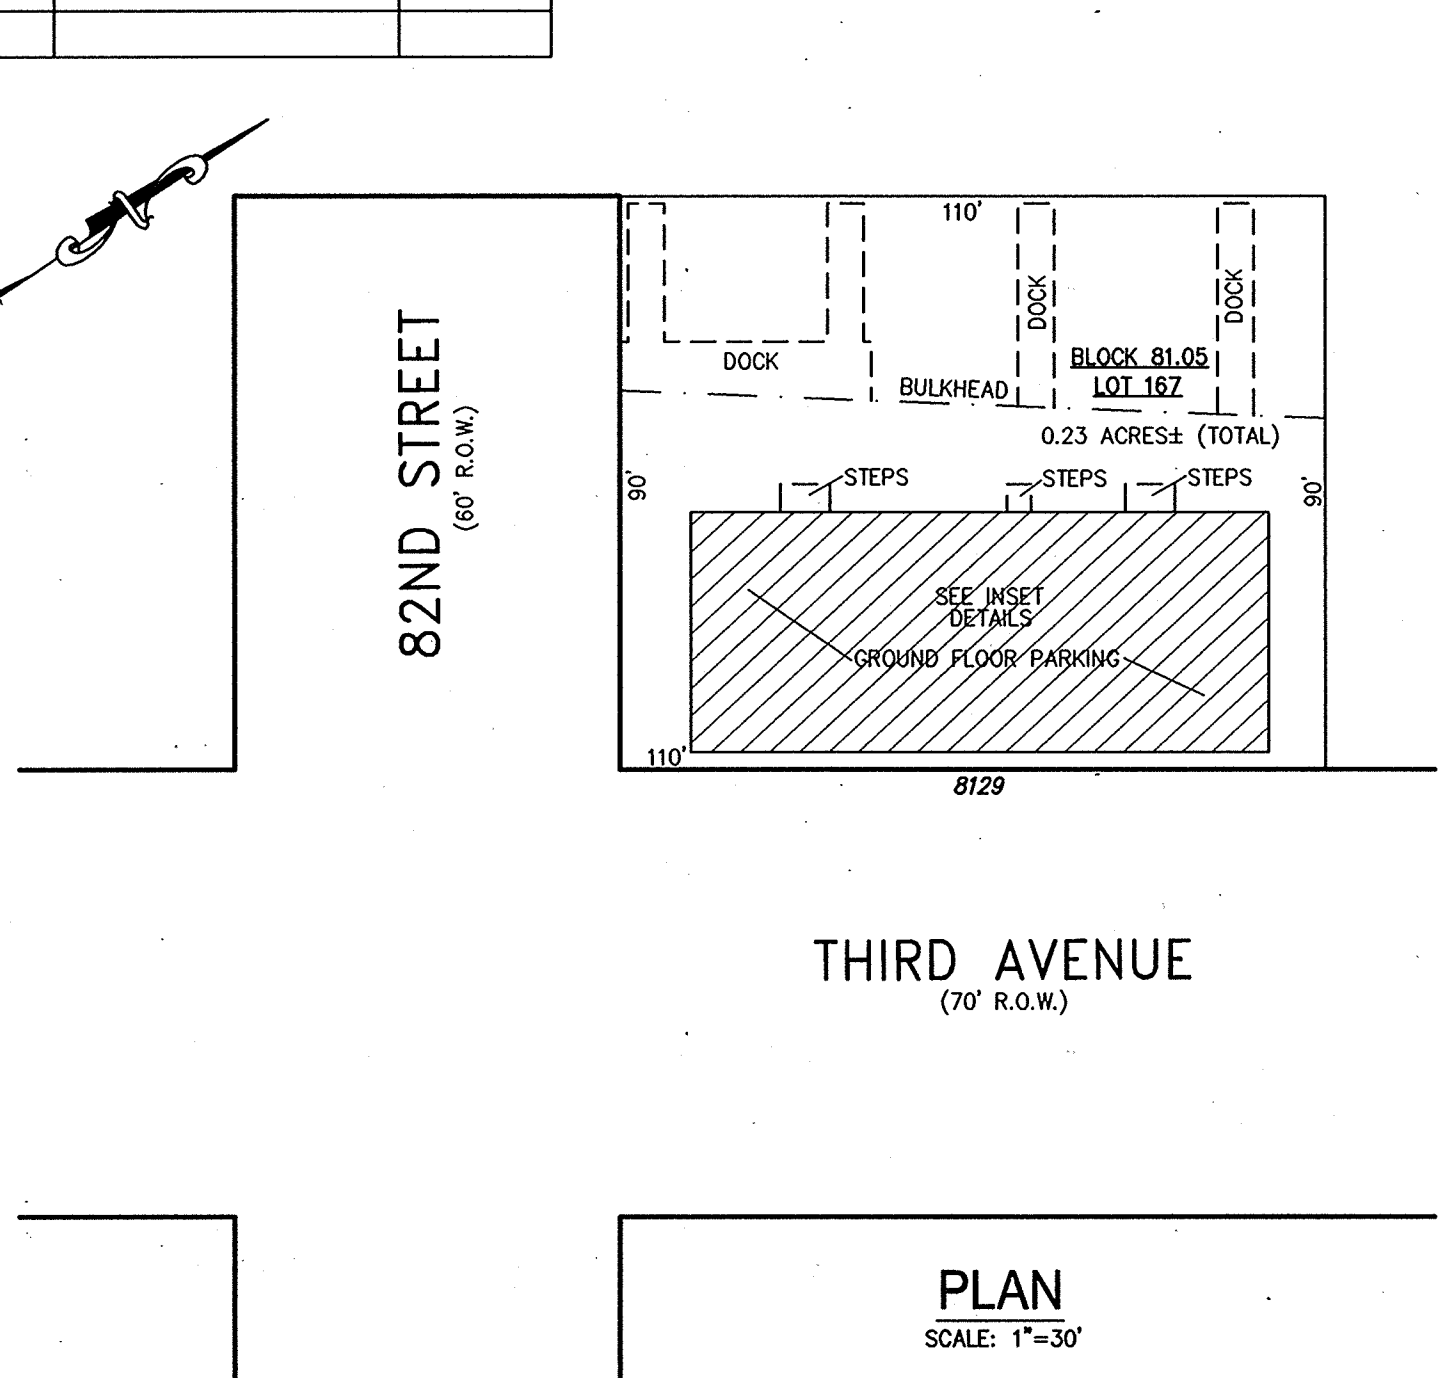 110'
DOCK
DOCK
DOCK
BLOCK 81.05
LOT 167
BULKHEAD
0.23 ACRES± (TOTAL)
82ND STREET
(60' R.O.W.)
90'
STEPS
STEPS
STEPS
90'
SEE INSET
DETAILS
GROUND FLOOR PARKING
110'
8129
THIRD AVENUE
(70' R.O.W.)
PLAN
SCALE: 1"=30'